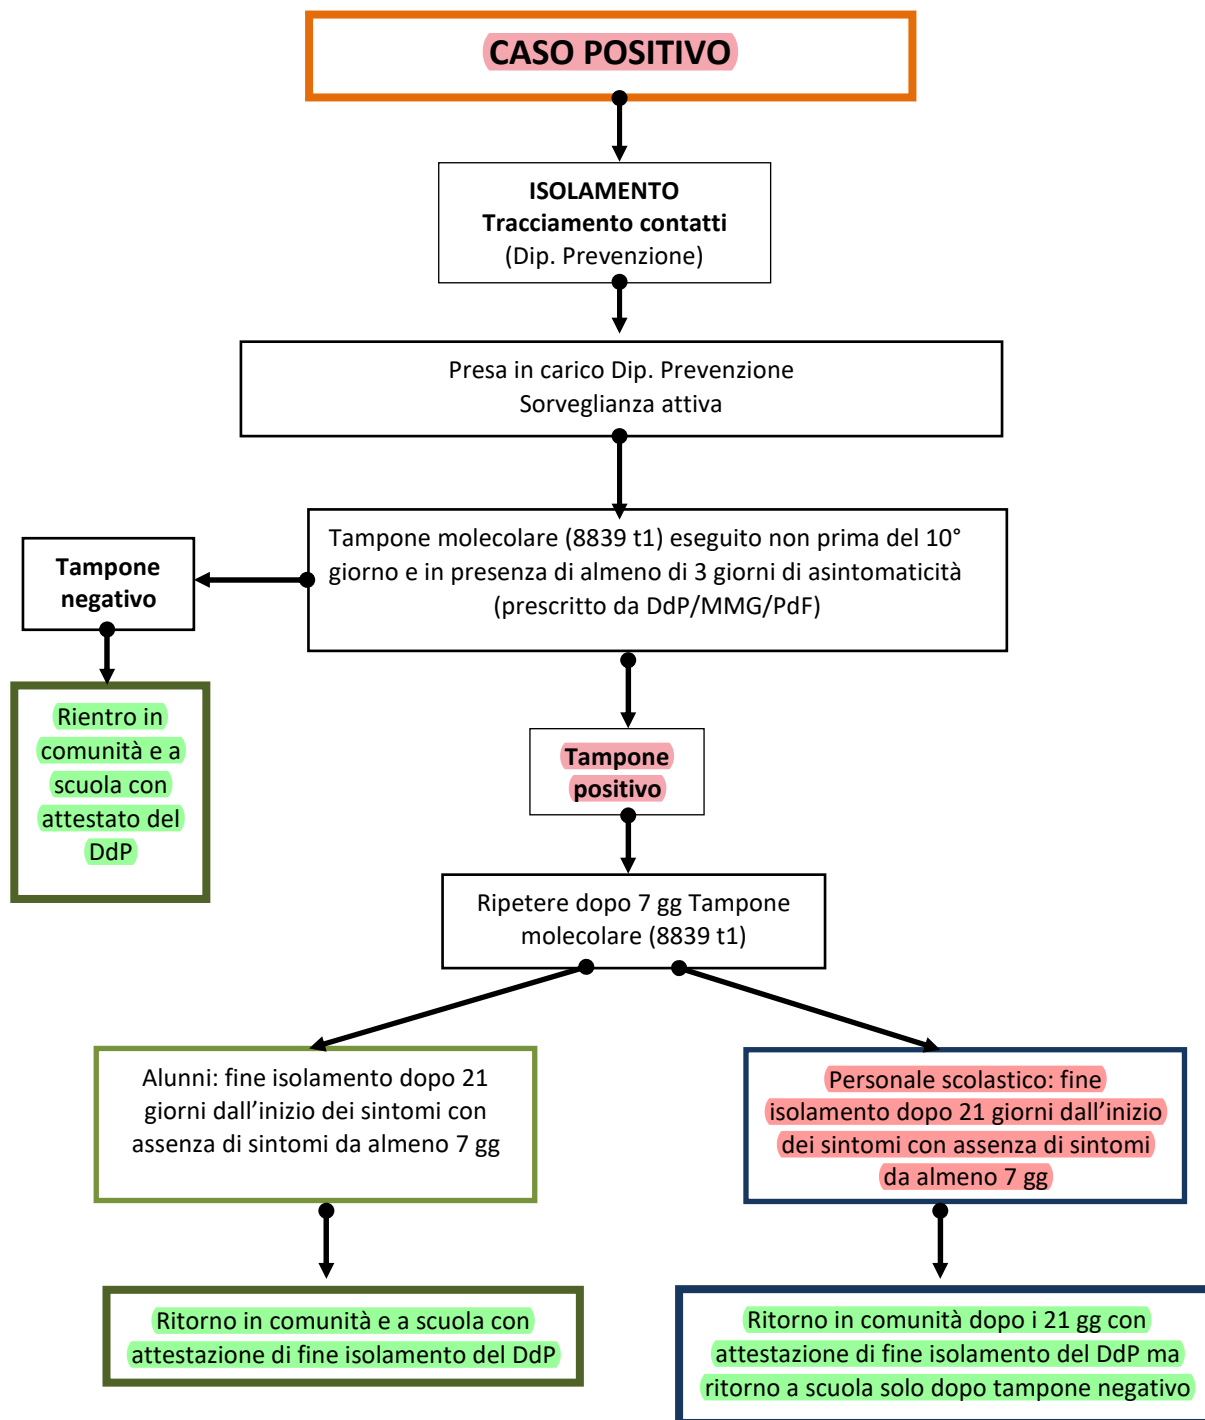 CASO POSITIVO
ISOLAMENTO
Tracciamento contatti
(Dip. Prevenzione)
Presa in carico Dip. Prevenzione
Sorveglianza attiva
Tampone molecolare (8839 t1) eseguito non prima del 10°
giorno e in presenza di almeno di 3 giorni di asintomaticità
(prescritto da DdP/MMG/PdF)
Tampone
negativo
Rientro in
comunità e a
scuola con
attestato del
DdP
Tampone
positivo
Ripetere dopo 7 gg Tampone
molecolare (8839 t1)
Alunni: fine isolamento dopo 21
giorni dall’inizio dei sintomi con
assenza di sintomi da almeno 7 gg
Personale scolastico: fine
isolamento dopo 21 giorni dall’inizio
dei sintomi con assenza di sintomi
da almeno 7 gg
Ritorno in comunità e a scuola con
attestazione di fine isolamento del DdP
Ritorno in comunità dopo i 21 gg con
attestazione di fine isolamento del DdP ma
ritorno a scuola solo dopo tampone negativo